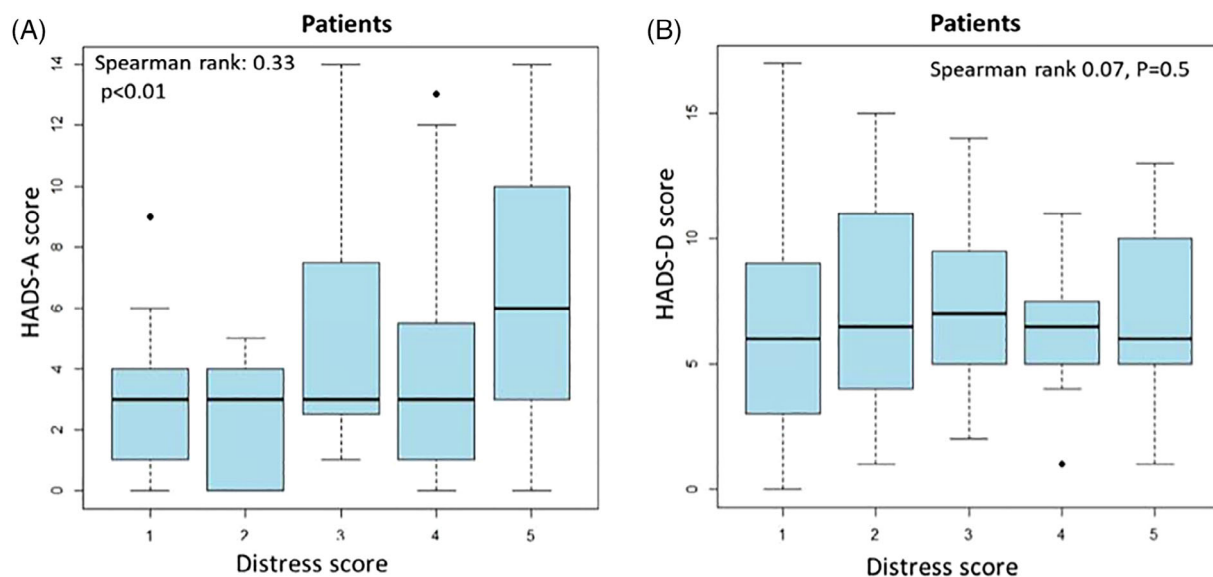 (A)
Patients
Spearman rank: 0.33
p<0.01
HADS-A score
14
12
10
8
6
4
2
0
1 2 3 4 5
Distress score
(B)
Patients
Spearman rank 0.07, P=0.5
HADS-D score
15
10
5
0
1 2 3 4 5
Distress score